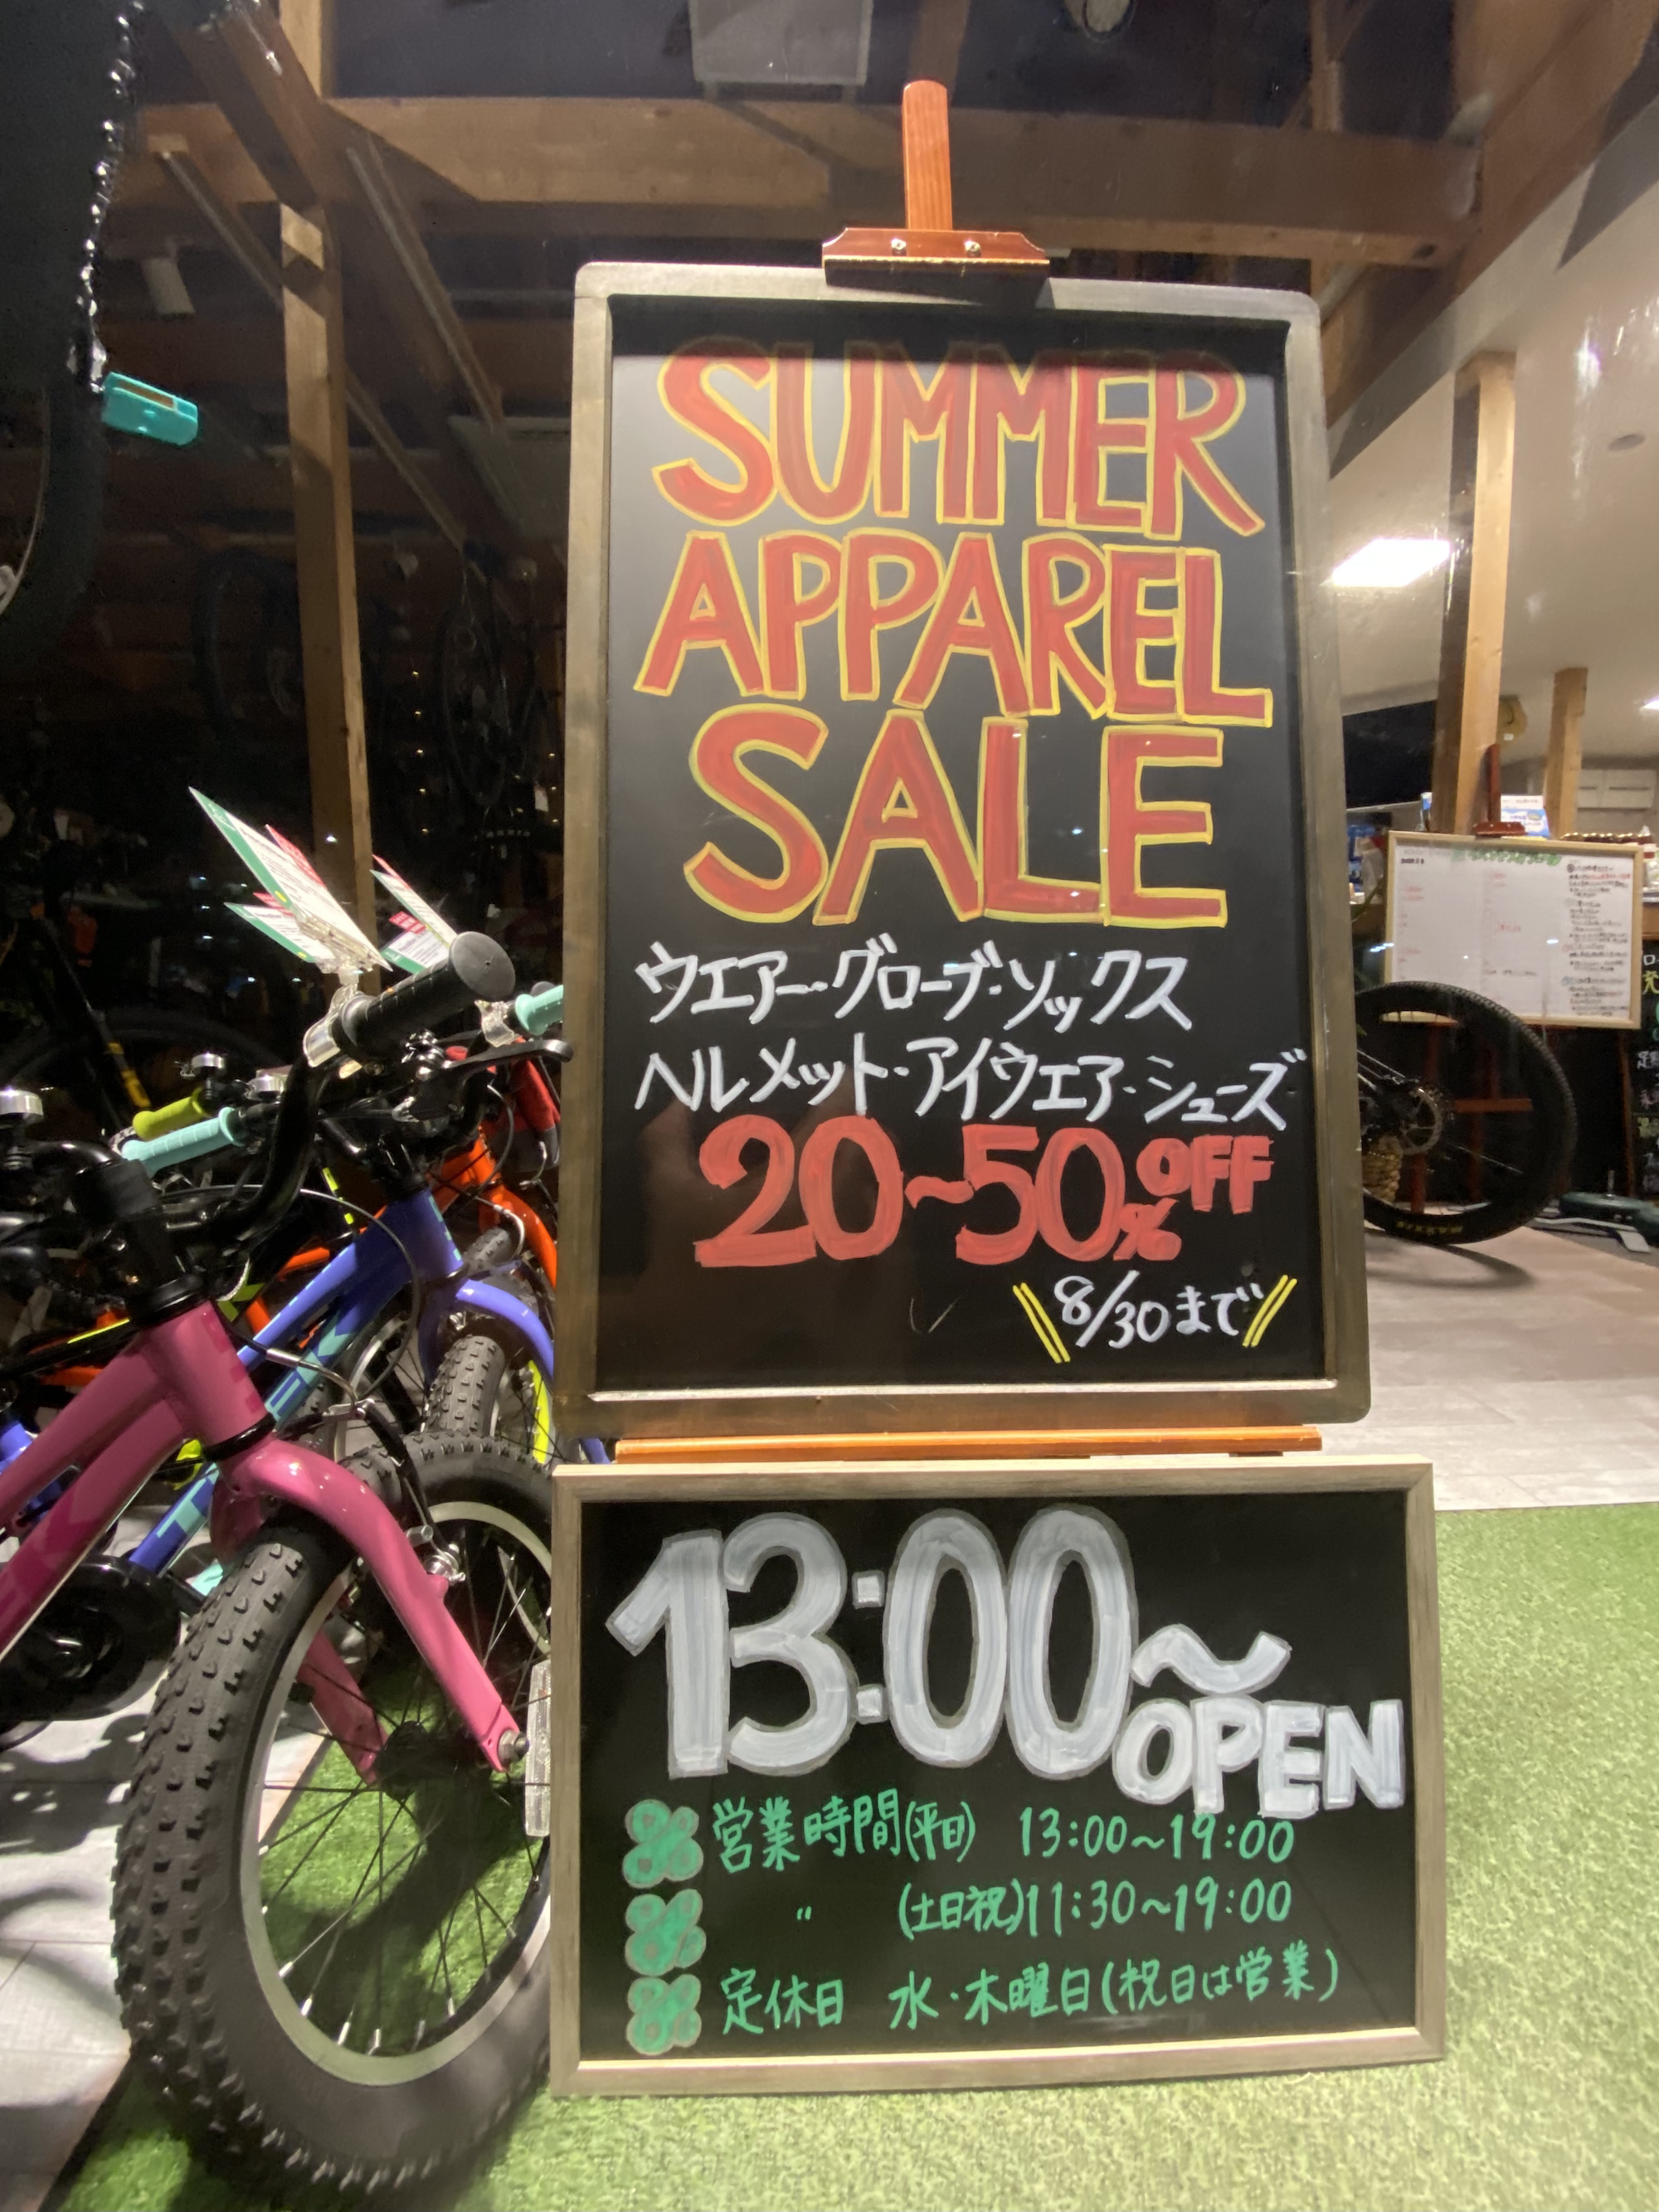 SUMMER
APPAREL
SALE
ウエアー・グローブ・ソックス
ヘルメット・アイウエア・シューズ
20~50%OFF
8/30まで
13:00~
OPEN
営業時間(平日) 13:00~19:00
〃 (土日祝)11:30~19:00
定休日 水・木曜日(祝日は営業)
MAXXIS